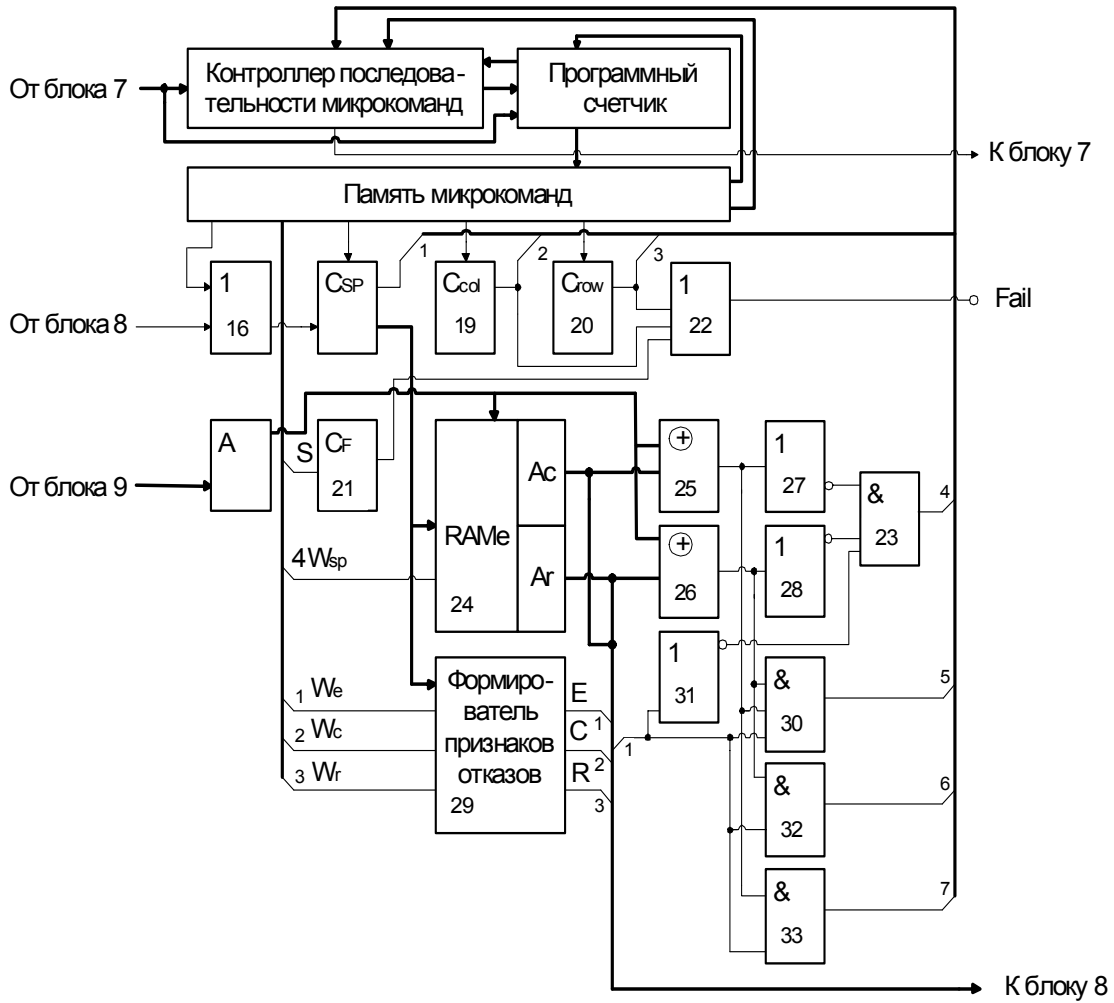 От блока 7
Контроллер последова-
тельности микрокоманд
Программный
счетчик
К блоку 7
Память микрокоманд
1
16
CSP
1
Ccol
19
2
Crow
20
3
1
22
Fail
От блока 8
A
S
CF
21
От блока 9
RAMe
24
Ac
Ar
25
26
1
27
1
28
&
23
4
4 Wsp
1 We
2 Wc
3 Wr
Формиро-
ватель
признаков
отказов
29
E
1
C
2
R
3
1
1
31
&
30
5
&
32
6
&
33
7
К блоку 8